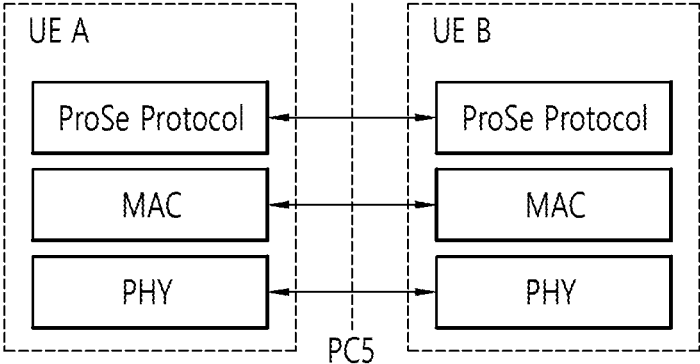 UE A
UE B
ProSe Protocol
ProSe Protocol
MAC
MAC
PHY
PHY
PC5